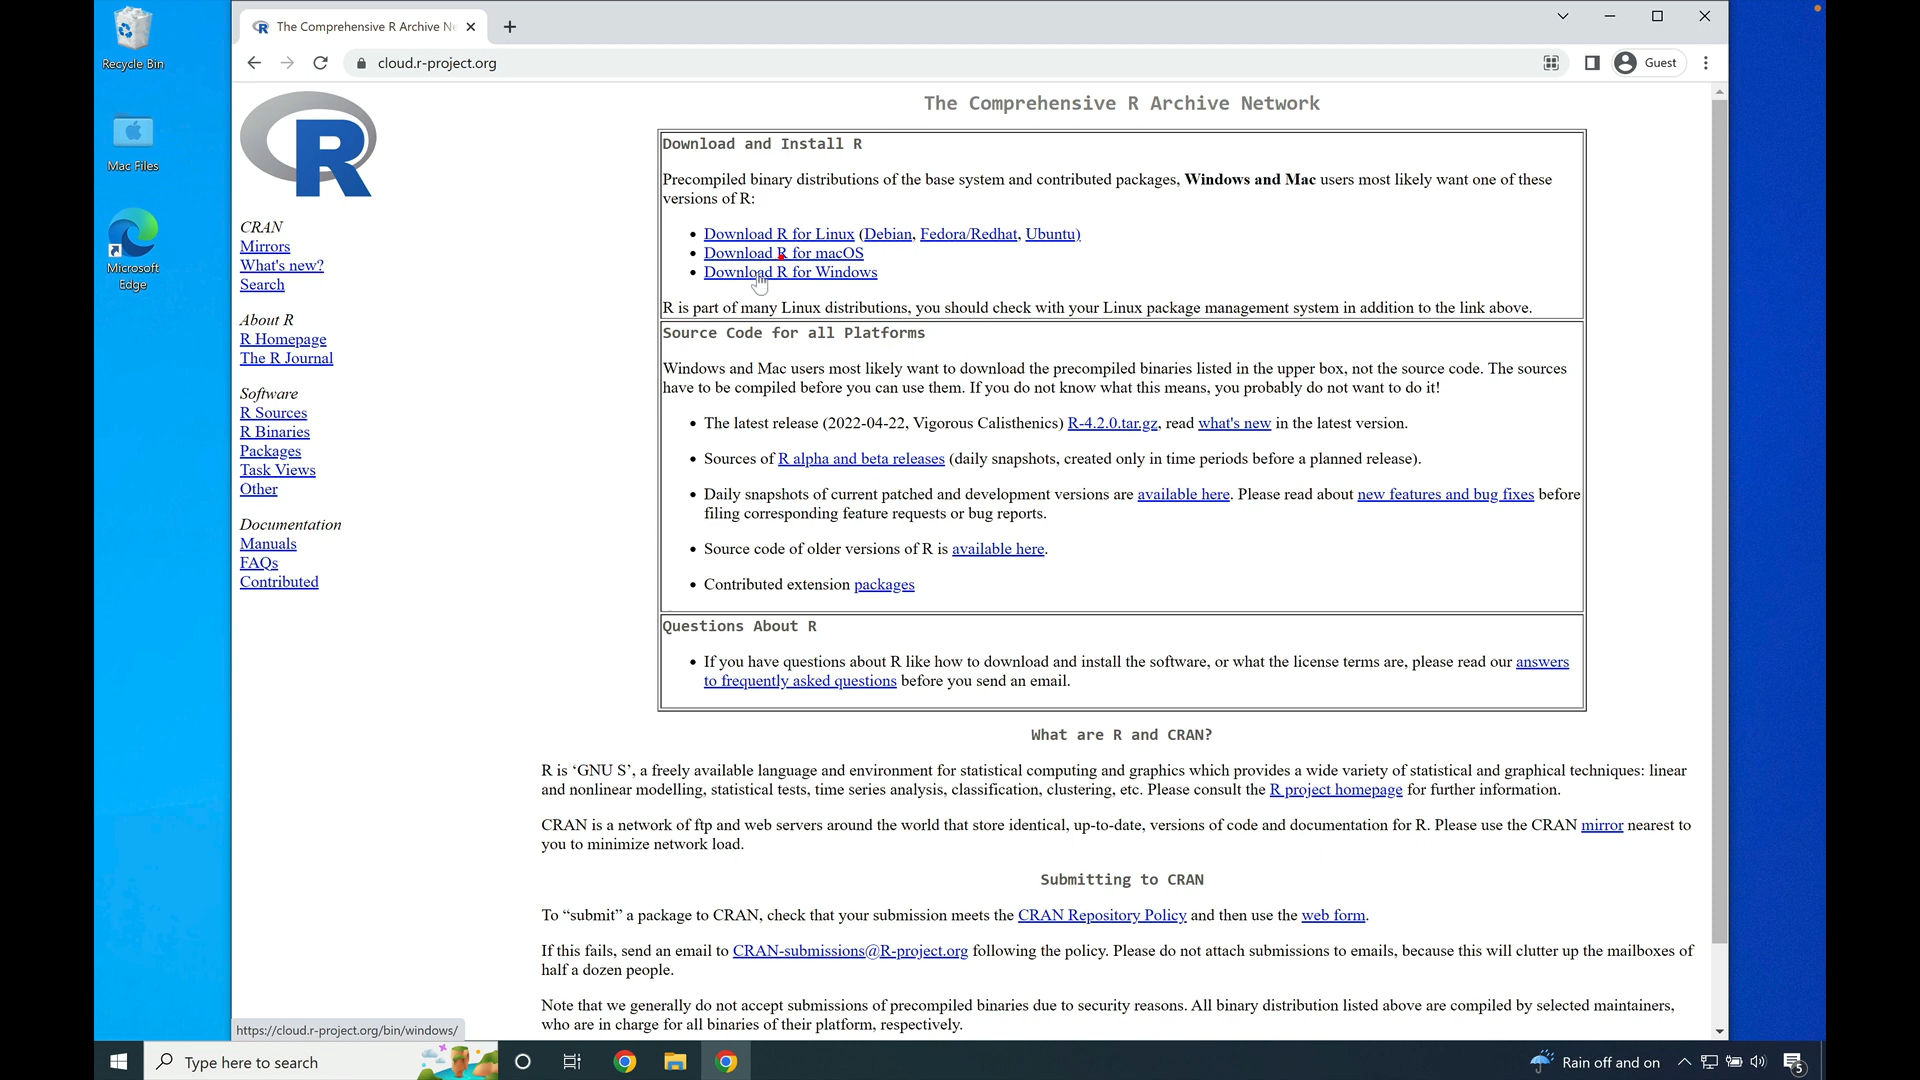 Recycle Bin
Mac Files
Microsoft
Edge
The Comprehensive R Archive Ne
cloud.r-project.org
Guest
R
CRAN
Mirrors
What's new?
Search
About R
R Homepage
The R Journal
Software
R Sources
R Binaries
Packages
Task Views
Other
Documentation
Manuals
FAQs
Contributed
The Comprehensive R Archive Network
Download and Install R
Precompiled binary distributions of the base system and contributed packages, Windows and Mac users most likely want one of these
versions of R:
• Download R for Linux (Debian, Fedora/Redhat, Ubuntu)
• Download R for macOS
• Download R for Windows
R is part of many Linux distributions, you should check with your Linux package management system in addition to the link above.
Source Code for all Platforms
Windows and Mac users most likely want to download the precompiled binaries listed in the upper box, not the source code. The sources
have to be compiled before you can use them. If you do not know what this means, you probably do not want to do it!
• The latest release (2022-04-22, Vigorous Calisthenics) R-4.2.0.tar.gz, read what's new in the latest version.
• Sources of R alpha and beta releases (daily snapshots, created only in time periods before a planned release).
• Daily snapshots of current patched and development versions are available here. Please read about new features and bug fixes before
filing corresponding feature requests or bug reports.
• Source code of older versions of R is available here.
• Contributed extension packages
Questions About R
• If you have questions about R like how to download and install the software, or what the license terms are, please read our answers
to frequently asked questions before you send an email.
What are R and CRAN?
R is ‘GNU S’, a freely available language and environment for statistical computing and graphics which provides a wide variety of statistical and graphical techniques: linear
and nonlinear modelling, statistical tests, time series analysis, classification, clustering, etc. Please consult the R project homepage for further information.
CRAN is a network of ftp and web servers around the world that store identical, up-to-date, versions of code and documentation for R. Please use the CRAN mirror nearest to
you to minimize network load.
Submitting to CRAN
To “submit” a package to CRAN, check that your submission meets the CRAN Repository Policy and then use the web form.
If this fails, send an email to CRAN-submissions@R-project.org following the policy. Please do not attach submissions to emails, because this will clutter up the mailboxes of
half a dozen people.
Note that we generally do not accept submissions of precompiled binaries due to security reasons. All binary distribution listed above are compiled by selected maintainers,
who are in charge for all binaries of their platform, respectively.
https://cloud.r-project.org/bin/windows/
Type here to search
Rain off and on
5